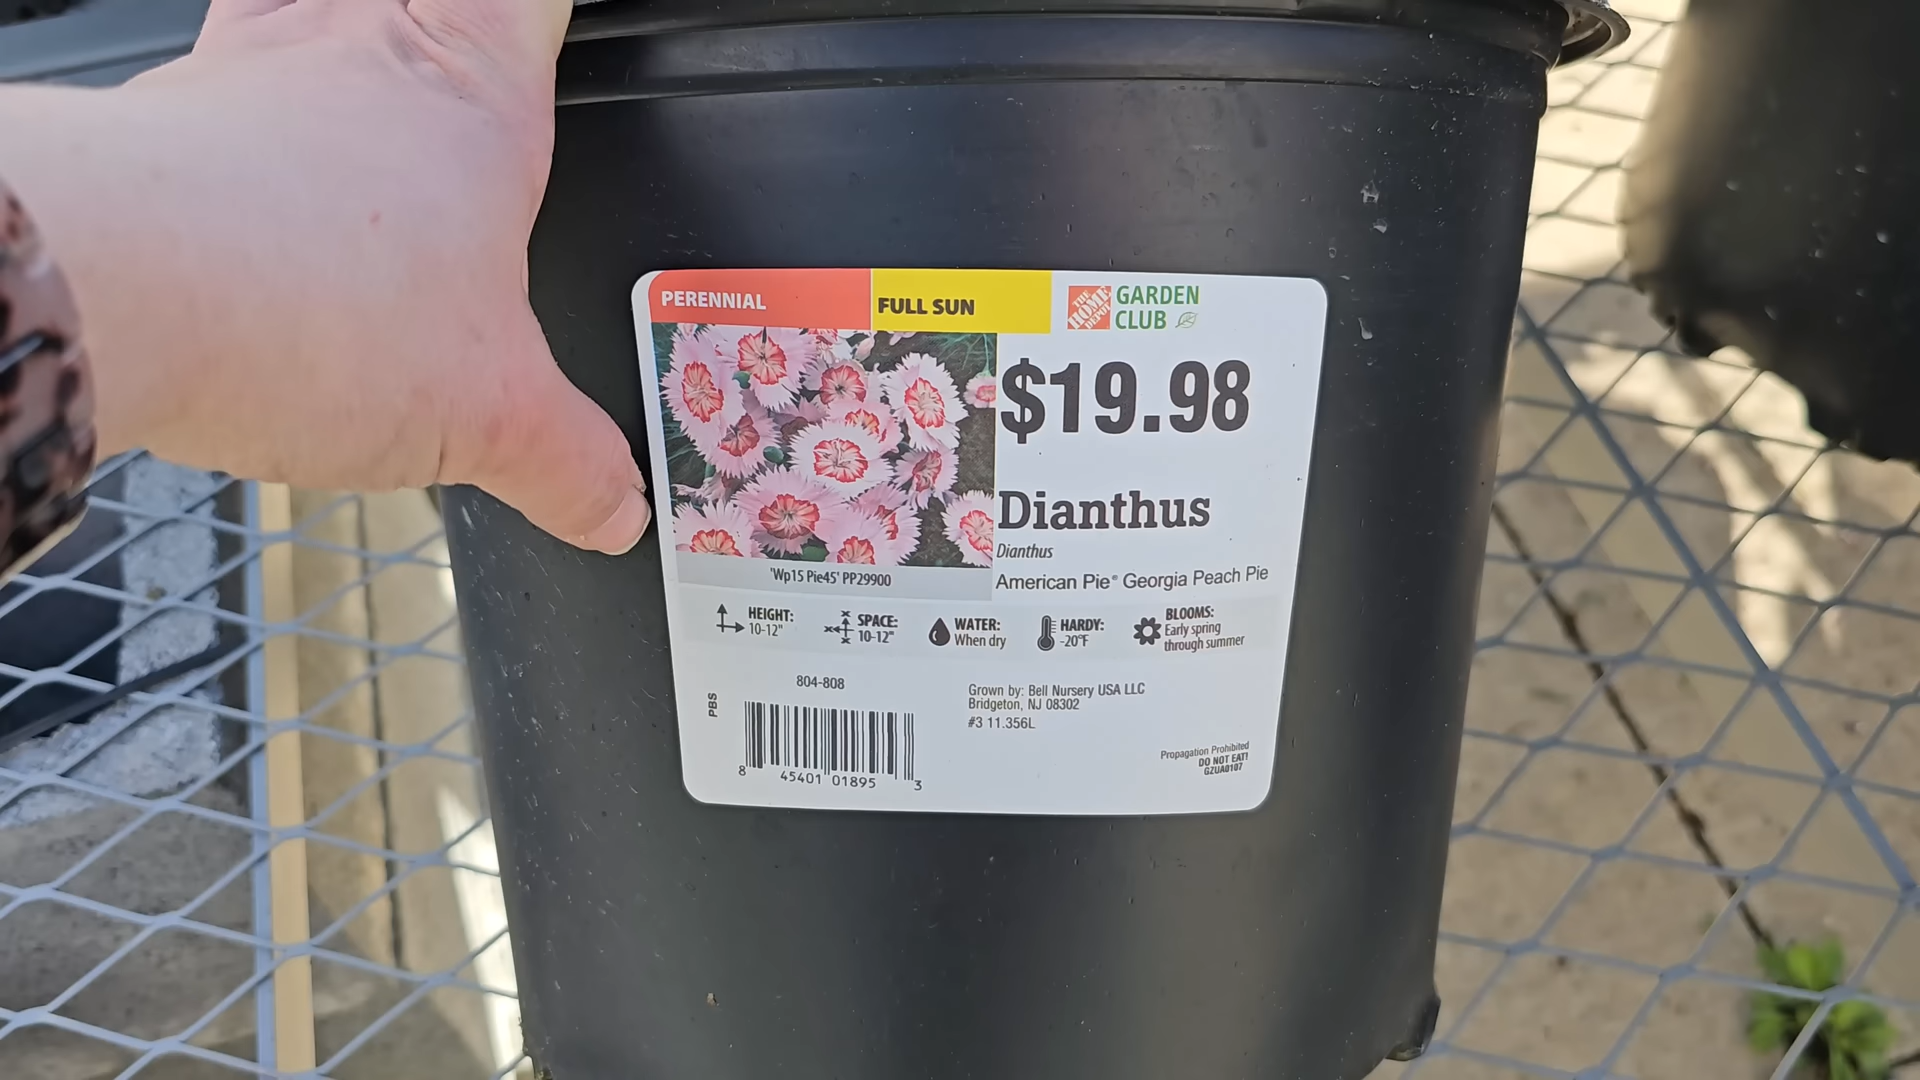 PERENNIAL
FULL SUN
THE HOME DEPOT
GARDEN
CLUB
$19.98
Dianthus
Dianthus
American Pie® Georgia Peach Pie
'Wp15 Pie45' PP29900
HEIGHT:
10-12"
SPACE:
10-12"
WATER:
When dry
HARDY:
-20°F
BLOOMS:
Early spring
through summer
804-808
PBS
8 45401 01895 3
Grown by: Bell Nursery USA LLC
Bridgeton, NJ 08302
#3 11.356L
Propagation Prohibited
DO NOT EAT!
GZUA0107